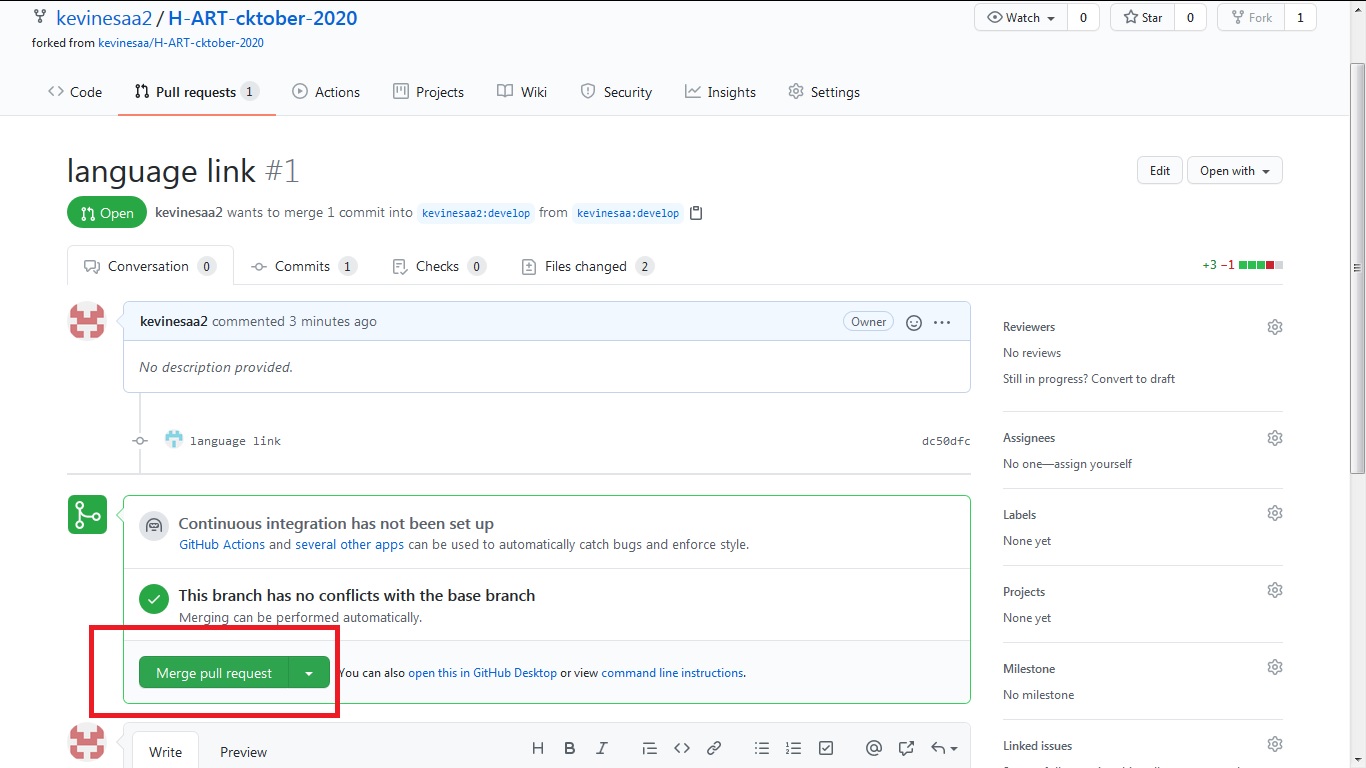 kevinesaa2 / H-ART-cktober-2020
Watch 0 Star 0 Fork 1
forked from kevinesaa/H-ART-cktober-2020
Code Pull requests 1 Actions Projects Wiki Security Insights Settings
language link #1
Edit Open with
Open kevinesaa2 wants to merge 1 commit into kevinesaa2:develop from kevinesaa:develop
Conversation 0 Commits 1 Checks 0 Files changed 2 +3 −1
kevinesaa2 commented 3 minutes ago Owner
No description provided.
language link dc50dfc
Continuous integration has not been set up
GitHub Actions and several other apps can be used to automatically catch bugs and enforce style.
This branch has no conflicts with the base branch
Merging can be performed automatically.
Merge pull request You can also open this in GitHub Desktop or view command line instructions.
Write Preview
Reviewers
No reviews
Still in progress? Convert to draft
Assignees
No one—assign yourself
Labels
None yet
Projects
None yet
Milestone
No milestone
Linked issues